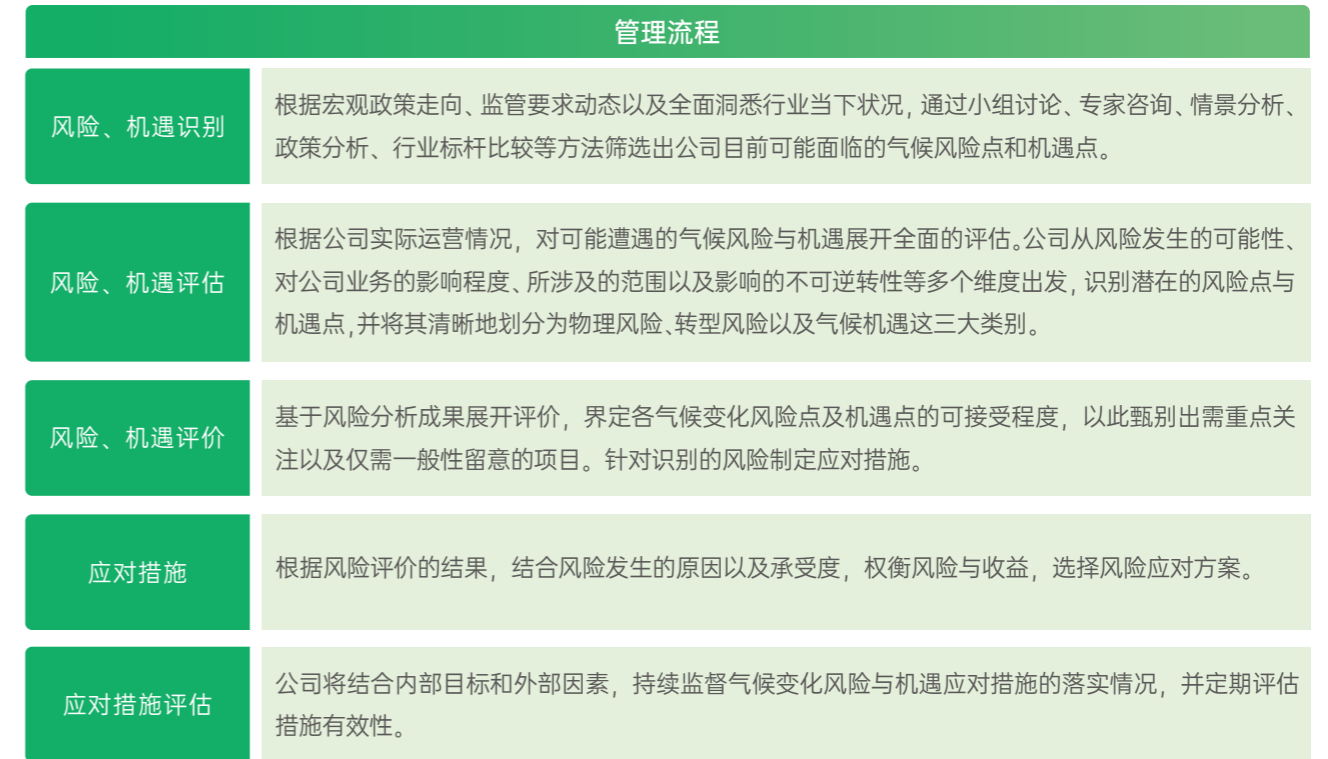 管理流程
风险、机遇识别
根据宏观政策走向、监管要求动态以及全面洞悉行业当下状况，通过小组讨论、专家咨询、情景分析、
政策分析、行业标杆比较等方法筛选出公司目前可能面临的气候风险点和机遇点。
风险、机遇评估
根据公司实际运营情况，对可能遭遇的气候风险与机遇展开全面的评估。公司从风险发生的可能性、
对公司业务的影响程度、所涉及的范围以及影响的不可逆转性等多个维度出发，识别潜在的风险点与
机遇点，并将其清晰地划分为物理风险、转型风险以及气候机遇这三大类别。
风险、机遇评价
基于风险分析成果展开评价，界定各气候变化风险点及机遇点的可接受程度，以此甄别出需重点关
注以及仅需一般性留意的项目。针对识别的风险制定应对措施。
应对措施
根据风险评价的结果，结合风险发生的原因以及承受度，权衡风险与收益，选择风险应对方案。
应对措施评估
公司将结合内部目标和外部因素，持续监督气候变化风险与机遇应对措施的落实情况，并定期评估
措施有效性。